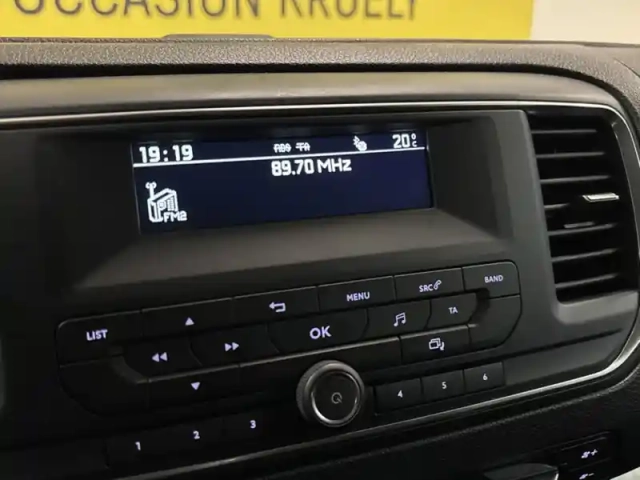 OCCASION KRUELY
19:19 RDS TA 20°C
89.70 MHz
FM2
MENU SRC BAND
LIST OK TA
1 2 3 4 5 6